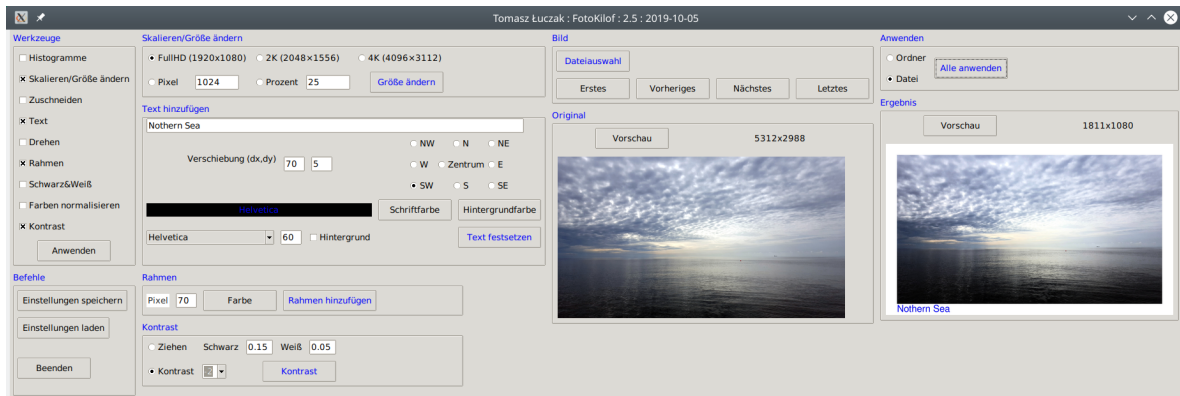 Tomasz Łuczak : FotoKilof : 2.5 : 2019-10-05
Werkzeuge
Histogramme
Skalieren/Größe ändern
Zuschneiden
Text
Drehen
Rahmen
Schwarz&Weiß
Farben normalisieren
Kontrast
Anwenden
Befehle
Einstellungen speichern
Einstellungen laden
Beenden
Skalieren/Größe ändern
FullHD (1920x1080) 2K (2048×1556) 4K (4096×3112)
Pixel 1024 Prozent 25 Größe ändern
Text hinzufügen
Nothern Sea
NW N NE
Verschiebung (dx,dy) 70 5
W Zentrum E
SW S SE
Helvetica Schriftfarbe Hintergrundfarbe
Helvetica 60 Hintergrund Text festsetzen
Rahmen
Pixel 70 Farbe Rahmen hinzufügen
Kontrast
Ziehen Schwarz 0.15 Weiß 0.05
Kontrast Kontrast
Bild
Dateiauswahl
Erstes Vorheriges Nächstes Letztes
Original
Vorschau 5312x2988
Anwenden
Ordner
Alle anwenden
Datei
Ergebnis
Vorschau 1811x1080
Nothern Sea